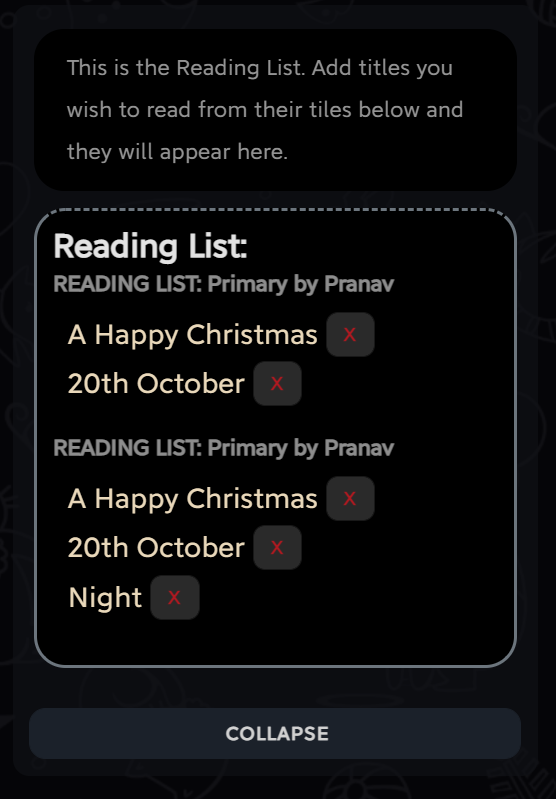 This is the Reading List. Add titles you
wish to read from their tiles below and
they will appear here.
Reading List:
READING LIST: Primary by Pranav
A Happy Christmas X
20th October X
READING LIST: Primary by Pranav
A Happy Christmas X
20th October X
Night X
COLLAPSE